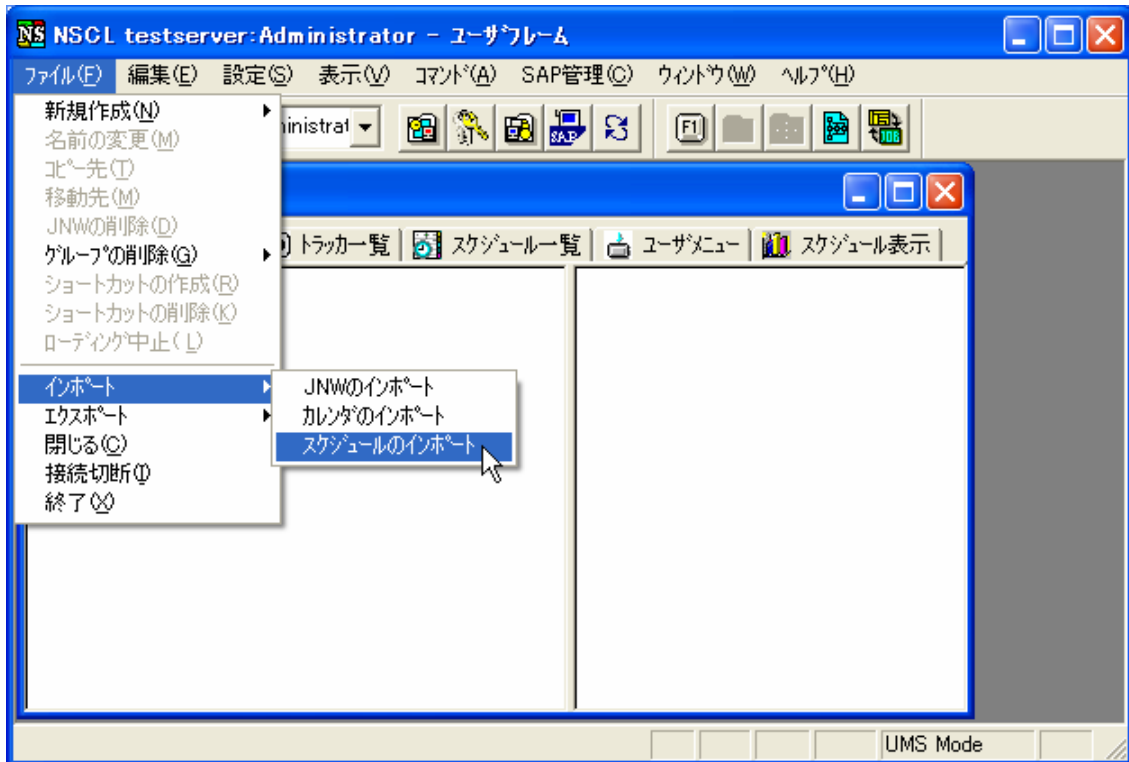 NS NSCL testserver:Administrator - ユーザフレーム
ファイル(F) 編集(E) 設定(S) 表示(V) コマンド(A) SAP管理(C) ウィンドウ(W) ヘルプ(H)
新規作成(N)
名前の変更(M)
コピー先(T)
移動先(M)
JNWの削除(D)
グループの削除(G)
ショートカットの作成(R)
ショートカットの削除(K)
ローディング中止(L)
インポート
エクスポート
閉じる(C)
接続切断(I)
終了(X)
inistrat
SAP
F1
トラッカ一覧 スケジュール一覧 ユーザメニュー スケジュール表示
JNWのインポート
カレンダのインポート
スケジュールのインポート
UMS Mode